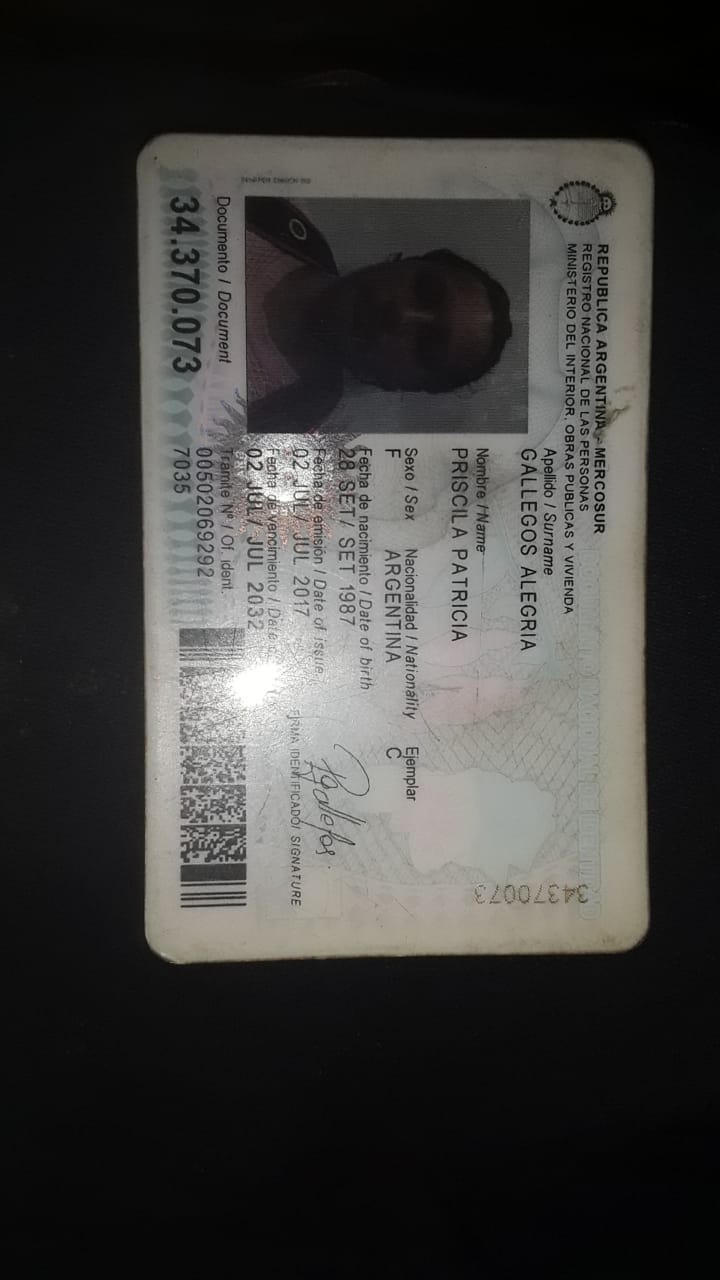 REPUBLICA ARGENTINA - MERCOSUR
REGISTRO NACIONAL DE LAS PERSONAS
MINISTERIO DEL INTERIOR, OBRAS PUBLICAS Y VIVIENDA
Apellido / Surname
GALLEGOS ALEGRIA
Nombre / Name
PRISCILA PATRICIA
Sexo / Sex Nacionalidad / Nationality Ejemplar
F ARGENTINA C
Fecha de nacimiento / Date of birth
28 SET/ SET 1987
Fecha de emisión / Date of issue
02 JUL/ JUL 2017
Fecha de vencimiento / Date
02 JUL/ JUL 2032
Tramite Nº / Of. ident.
00502069292
7035
Documento / Document
34.370.073
FIRMA IDENTIFICADO/ SIGNATURE
34370073